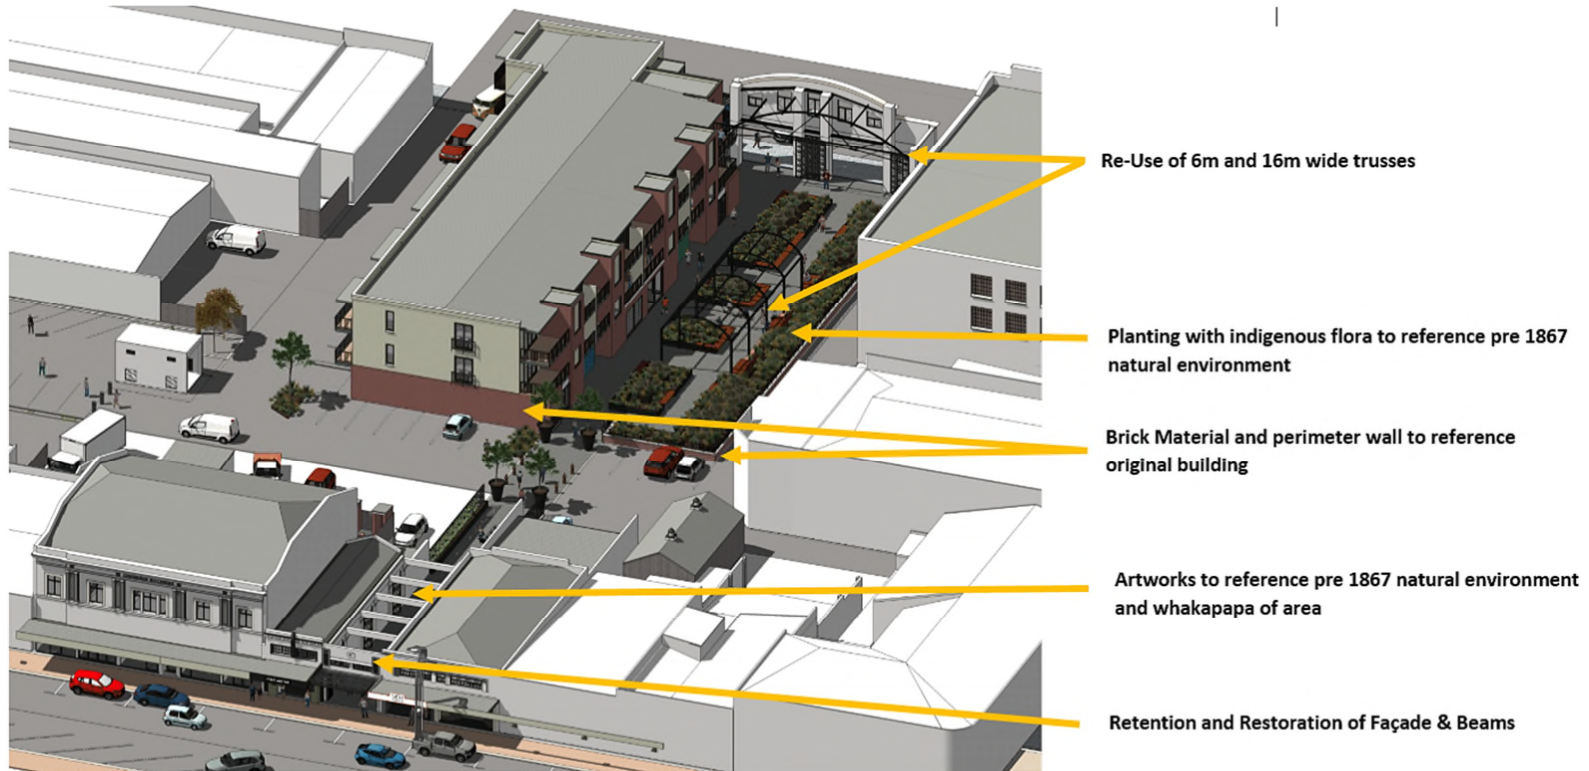 Re-Use of 6m and 16m wide trusses
Planting with indigenous flora to reference pre 1867
natural environment
Brick Material and perimeter wall to reference
original building
Artworks to reference pre 1867 natural environment
and whakapapa of area
Retention and Restoration of Façade & Beams